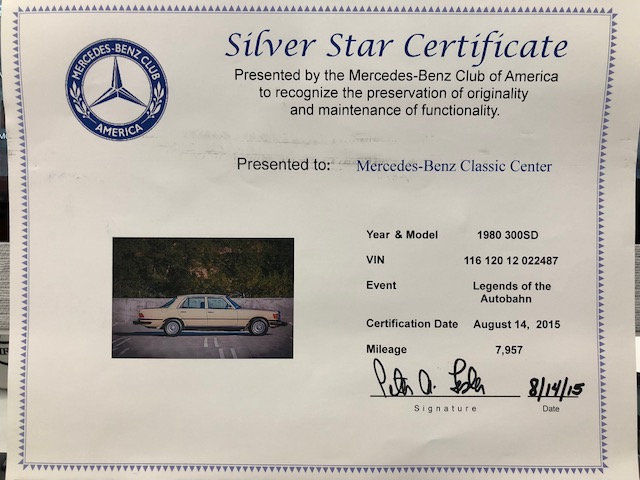 MERCEDES-BENZ CLUB
AMERICA
Silver Star Certificate
Presented by the Mercedes-Benz Club of America
to recognize the preservation of originality
and maintenance of functionality.
Presented to: Mercedes-Benz Classic Center
Year & Model 1980 300SD
VIN 116 120 12 022487
Event Legends of the
Autobahn
Certification Date August 14, 2015
Mileage 7,957
8/14/15
Signature Date